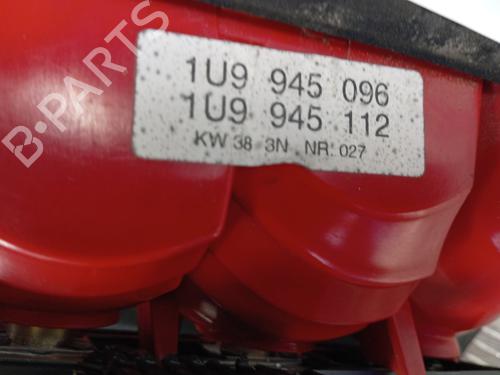 1U9 945 096
1U9 945 112
KW 38 3N NR. 027
B-PARTS